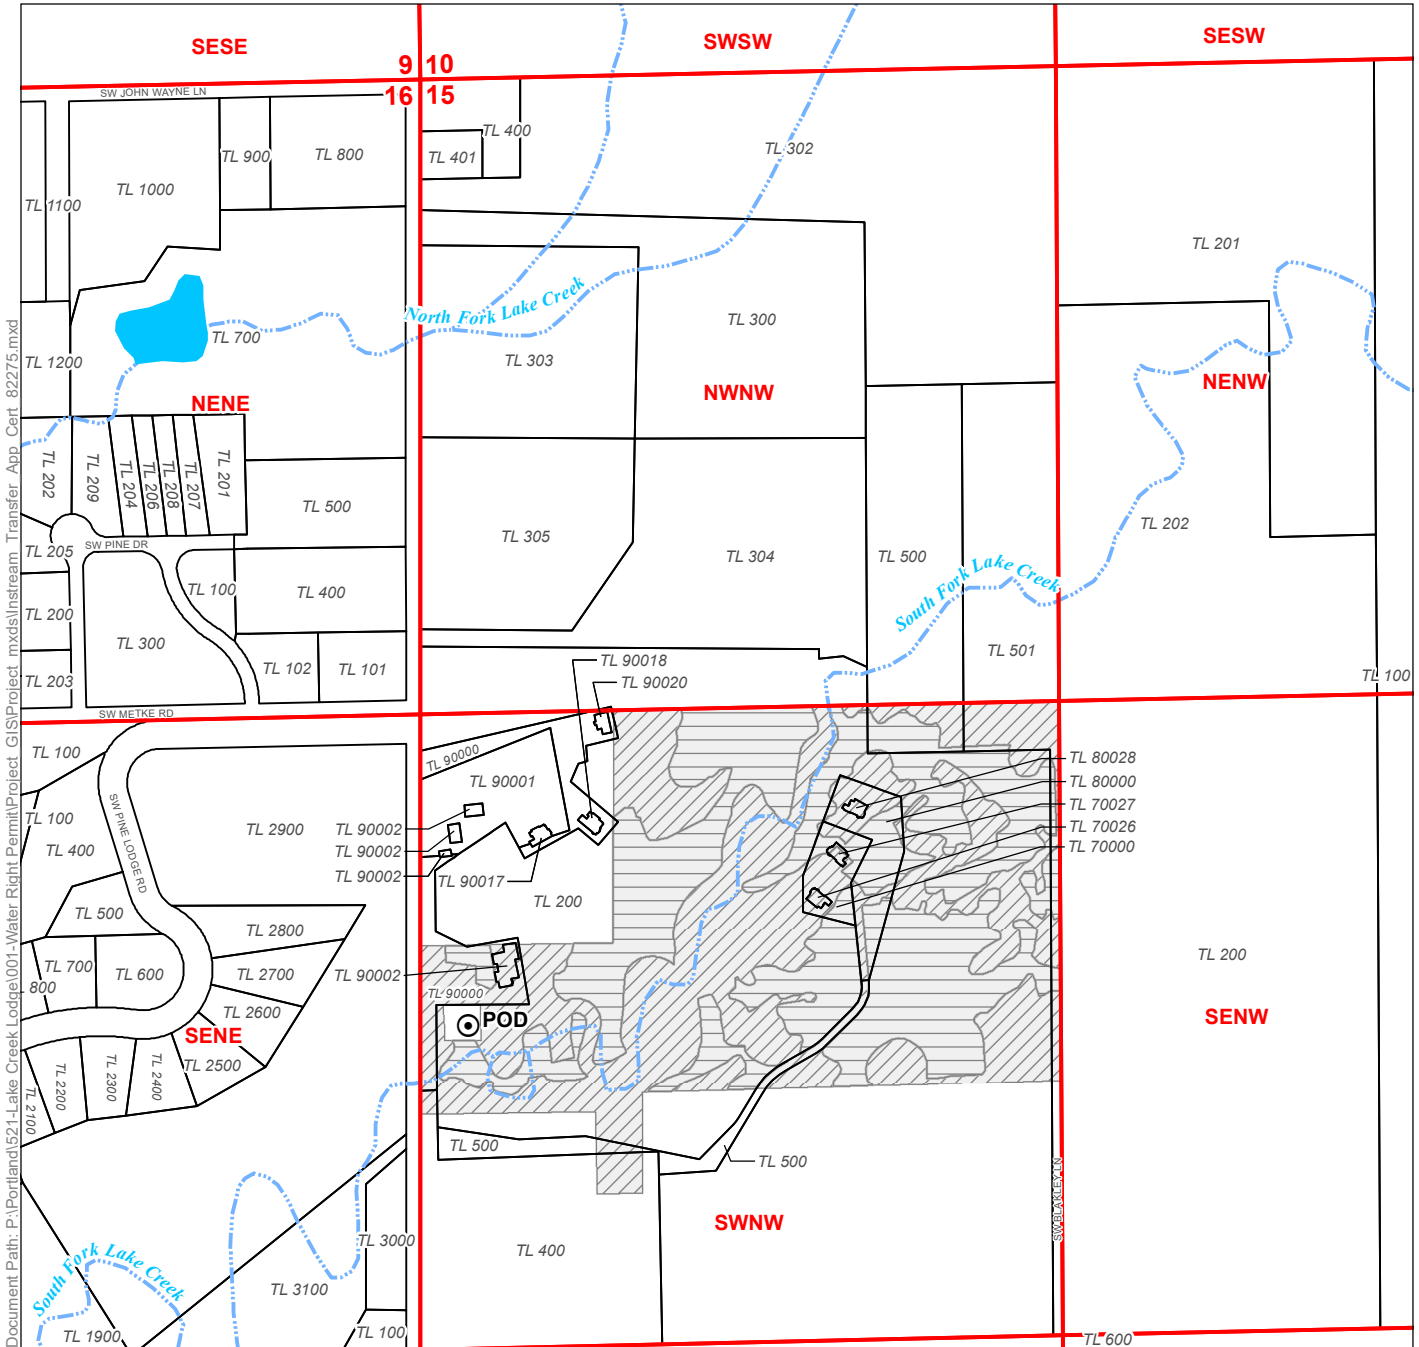 SESE
SWSW
SESW
9 10
16 15
SW JOHN WAYNE LN
TL 400
TL 401
TL 302
TL 900
TL 800
TL 1000
TL 1100
TL 201
North Fork Lake Creek
TL 700
TL 300
TL 303
TL 1200
NENE
NWNW
NENW
TL 202
TL 209
TL 204
TL 206
TL 208
TL 207
TL 201
TL 500
TL 305
TL 304
TL 500
TL 202
SW PINE DR
TL 205
TL 100
TL 400
South Fork Lake Creek
TL 200
TL 300
TL 102
TL 101
TL 501
TL 203
TL 90018
TL 90020
TL 100
SW METKE RD
TL 100
TL 90000
TL 90001
TL 80028
TL 80000
TL 70027
TL 70026
TL 70000
SW PINE LODGE RD
TL 100
TL 2900
TL 90002
TL 400
TL 90002
TL 90002
TL 90017
TL 200
TL 500
TL 2800
TL 200
TL 700
TL 600
TL 2700
TL 90002
800
TL 90000
TL 2600
POD
SENE
SENW
TL 2500
TL 2400
TL 2300
TL 2200
TL 2100
TL 500
TL 500
SW BLAKLEY LN
SWNW
TL 3000
TL 400
South Fork Lake Creek
TL 3100
TL 1900
TL 100
TL 600
Document Path: P:\Portland\521-Lake Creek Lodge\001-Water Right Permit\Project_GIS\Project_mxds\Instream_Transfer_App_Cert_82275.mxd